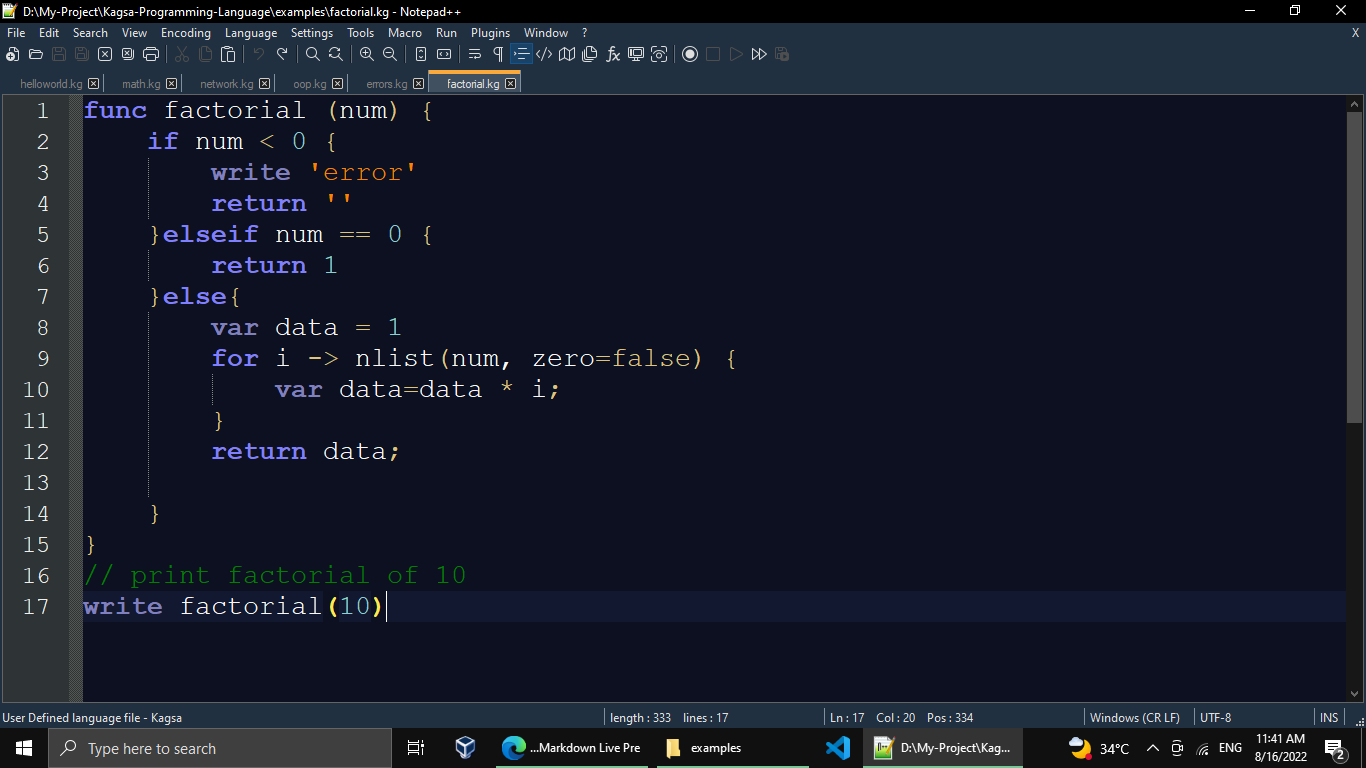 D:\My-Project\Kagsa-Programming-Language\examples\factorial.kg - Notepad++
File Edit Search View Encoding Language Settings Tools Macro Run Plugins Window ? X
helloworld.kg math.kg network.kg oop.kg errors.kg factorial.kg
1 func factorial (num) {
2     if num < 0 {
3         write 'error'
4         return ''
5     }elseif num == 0 {
6         return 1
7     }else{
8         var data = 1
9         for i -> nlist(num, zero=false) {
10             var data=data * i;
11         }
12         return data;
13
14     }
15 }
16 // print factorial of 10
17 write factorial(10)
User Defined language file - Kagsa length : 333 lines : 17 Ln : 17 Col : 20 Pos : 334 Windows (CR LF) UTF-8 INS
Type here to search ...Markdown Live Pre examples D:\My-Project\Kag... 34°C ENG 11:41 AM
8/16/2022 2